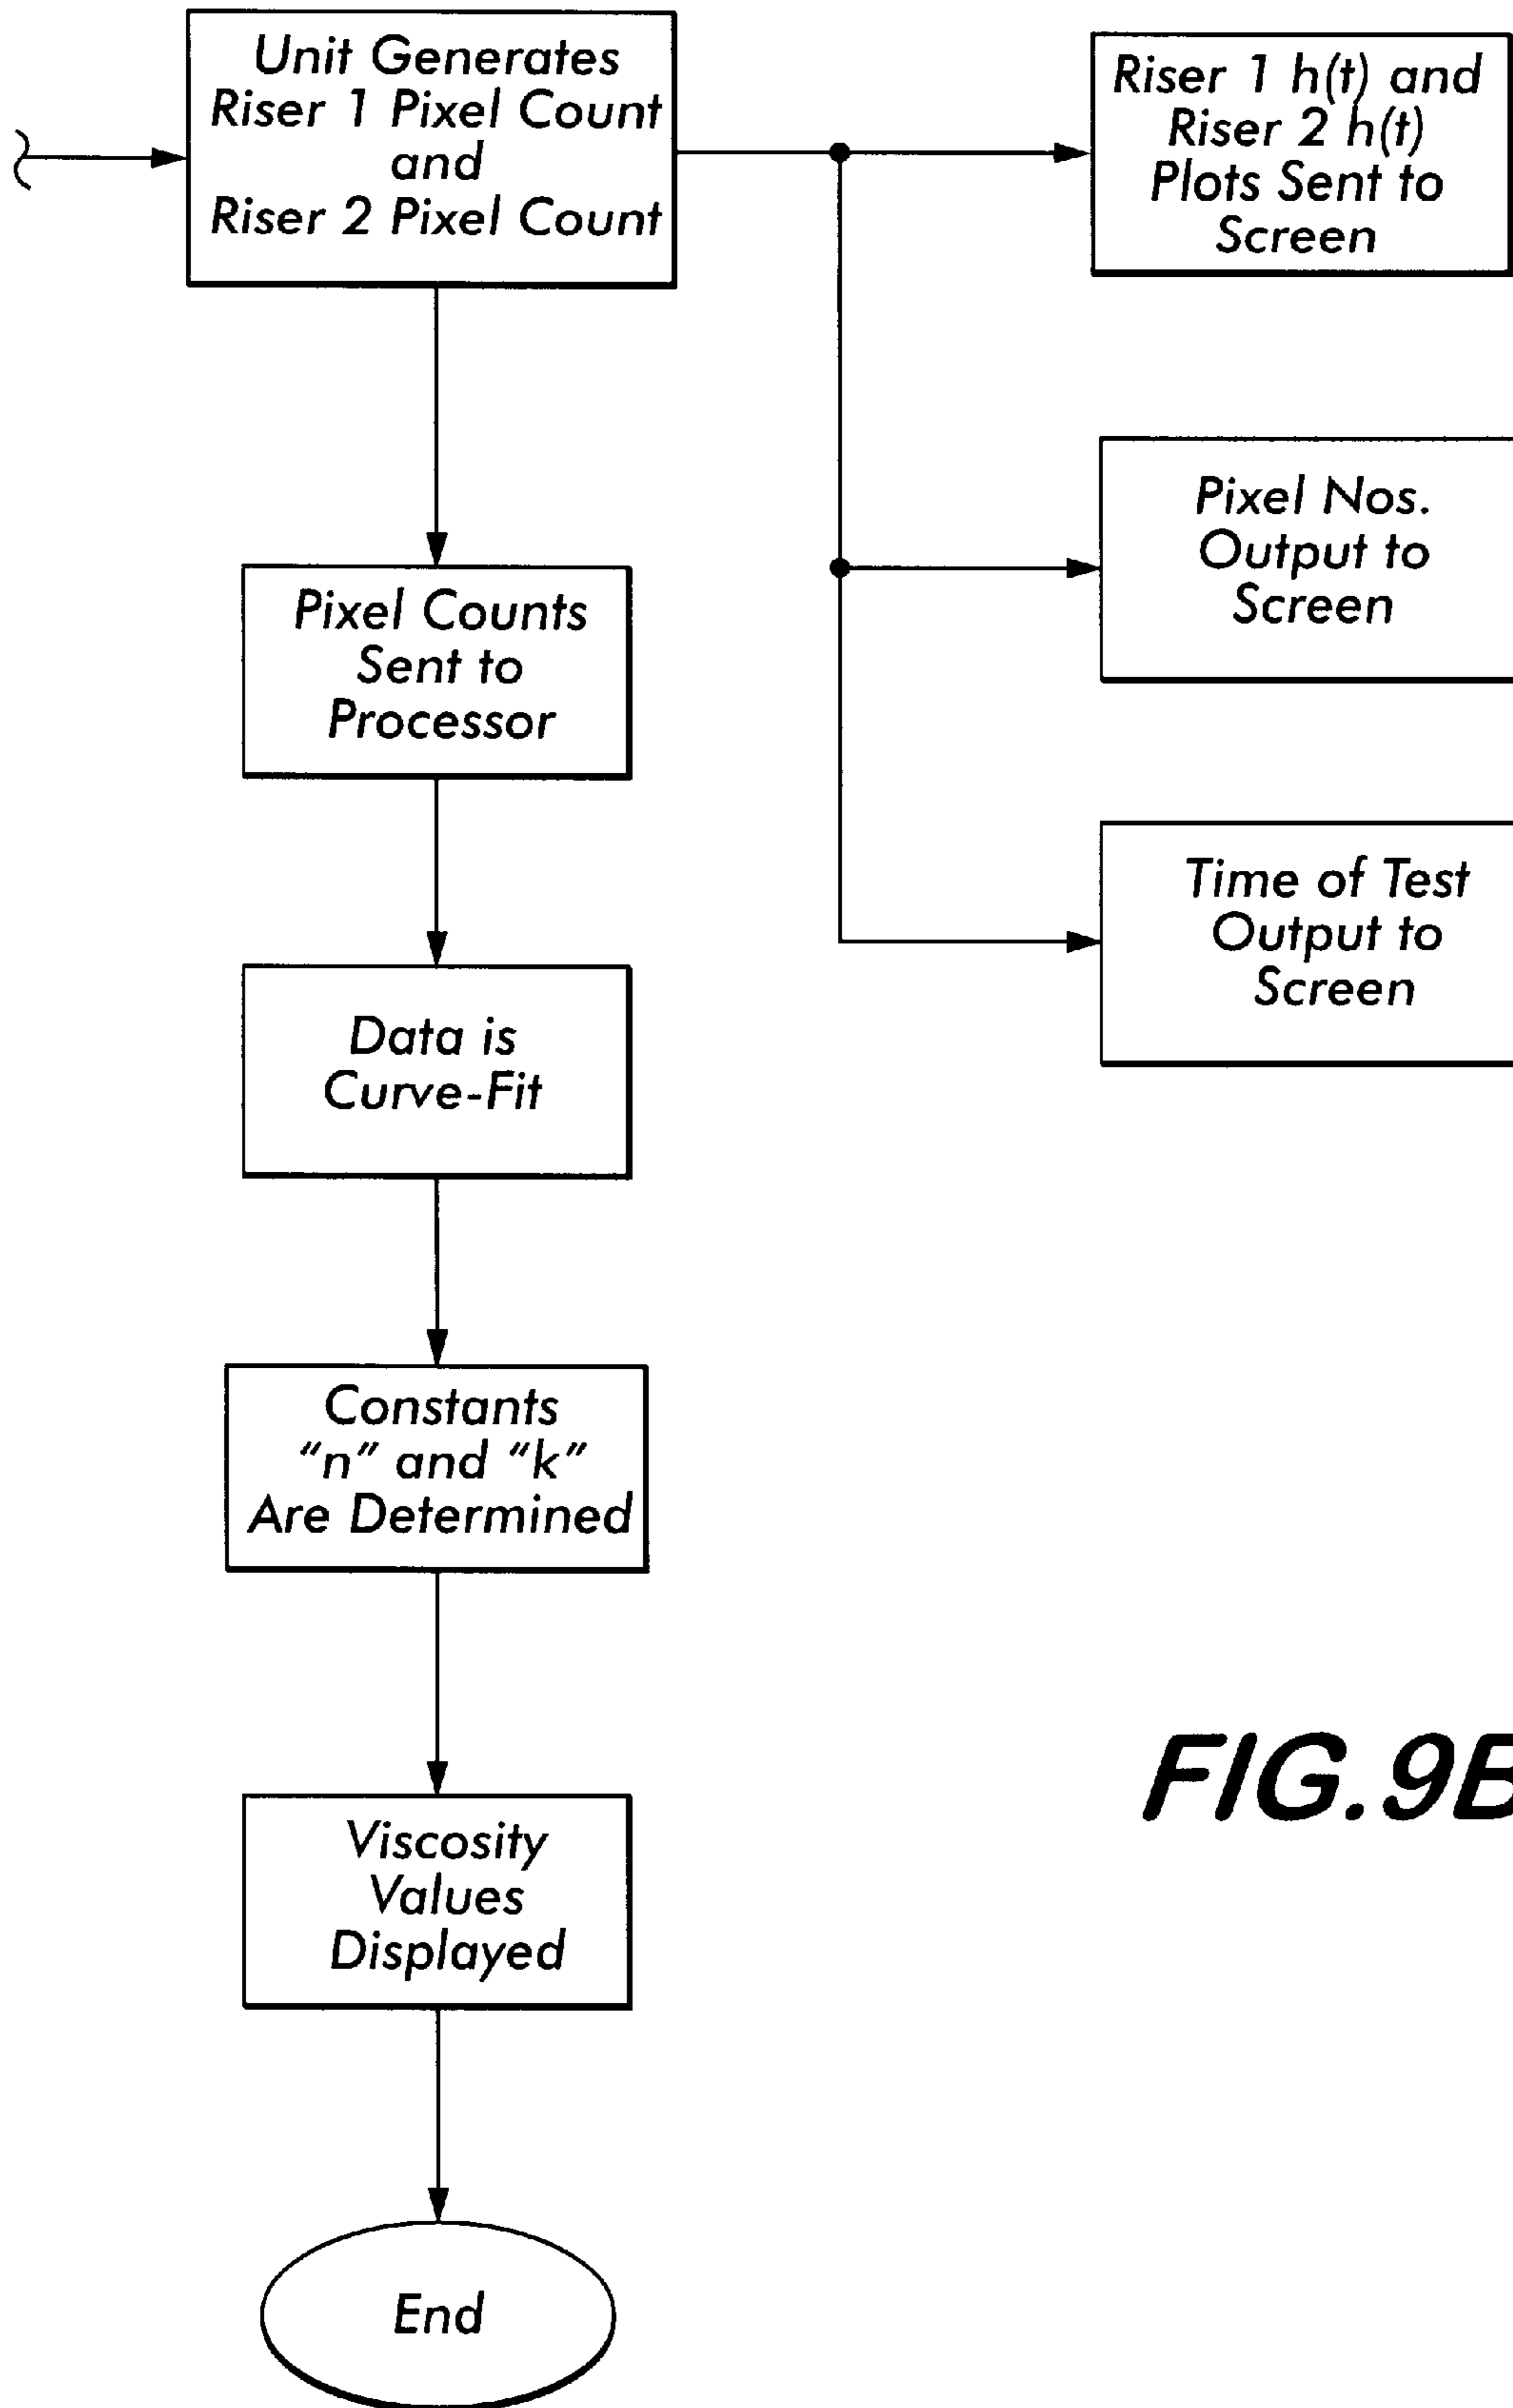 Unit Generates
Riser 1 Pixel Count
and
Riser 2 Pixel Count
Riser 1 h(t) and
Riser 2 h(t)
Plots Sent to
Screen
Pixel Nos.
Output to
Screen
Time of Test
Output to
Screen
Pixel Counts
Sent to
Processor
Data is
Curve-Fit
Constants
“n” and “k”
Are Determined
Viscosity
Values
Displayed
End
FIG.9B